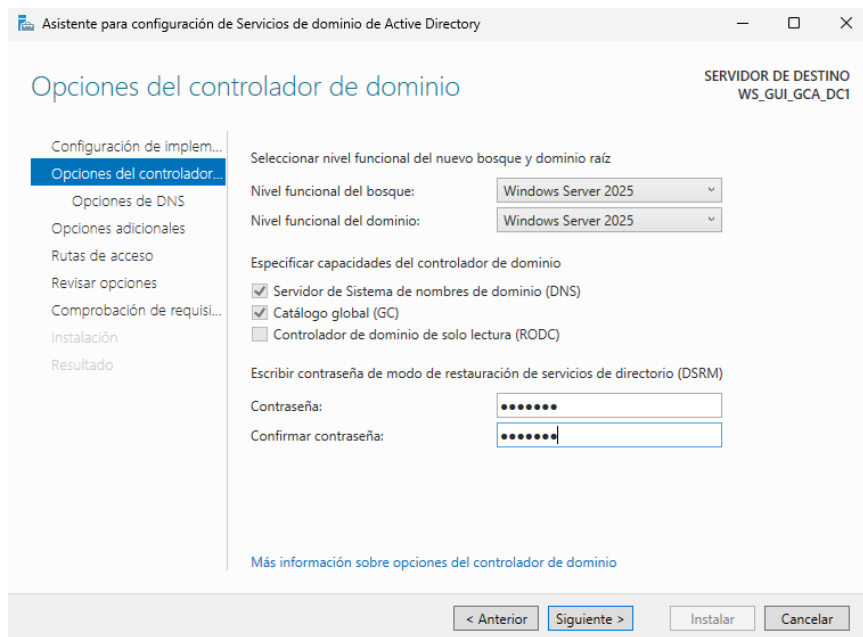 Asistente para configuración de Servicios de dominio de Active Directory
Opciones del controlador de dominio
SERVIDOR DE DESTINO
WS_GUI_GCA_DC1
Configuración de implem...
Opciones del controlador...
Opciones de DNS
Opciones adicionales
Rutas de acceso
Revisar opciones
Comprobación de requisi...
Instalación
Resultado
Seleccionar nivel funcional del nuevo bosque y dominio raíz
Nivel funcional del bosque: Windows Server 2025
Nivel funcional del dominio: Windows Server 2025
Especificar capacidades del controlador de dominio
Servidor de Sistema de nombres de dominio (DNS)
Catálogo global (GC)
Controlador de dominio de solo lectura (RODC)
Escribir contraseña de modo de restauración de servicios de directorio (DSRM)
Contraseña: •••••••
Confirmar contraseña: •••••••
Más información sobre opciones del controlador de dominio
< Anterior Siguiente > Instalar Cancelar